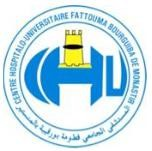 CENTRE HOSPITALO UNIVERSITAIRE FATTOUMA BOURGUIBA DE MONASTIR
CHU
المستشفى الجامعي فطومة بورقيبة بالمنستير